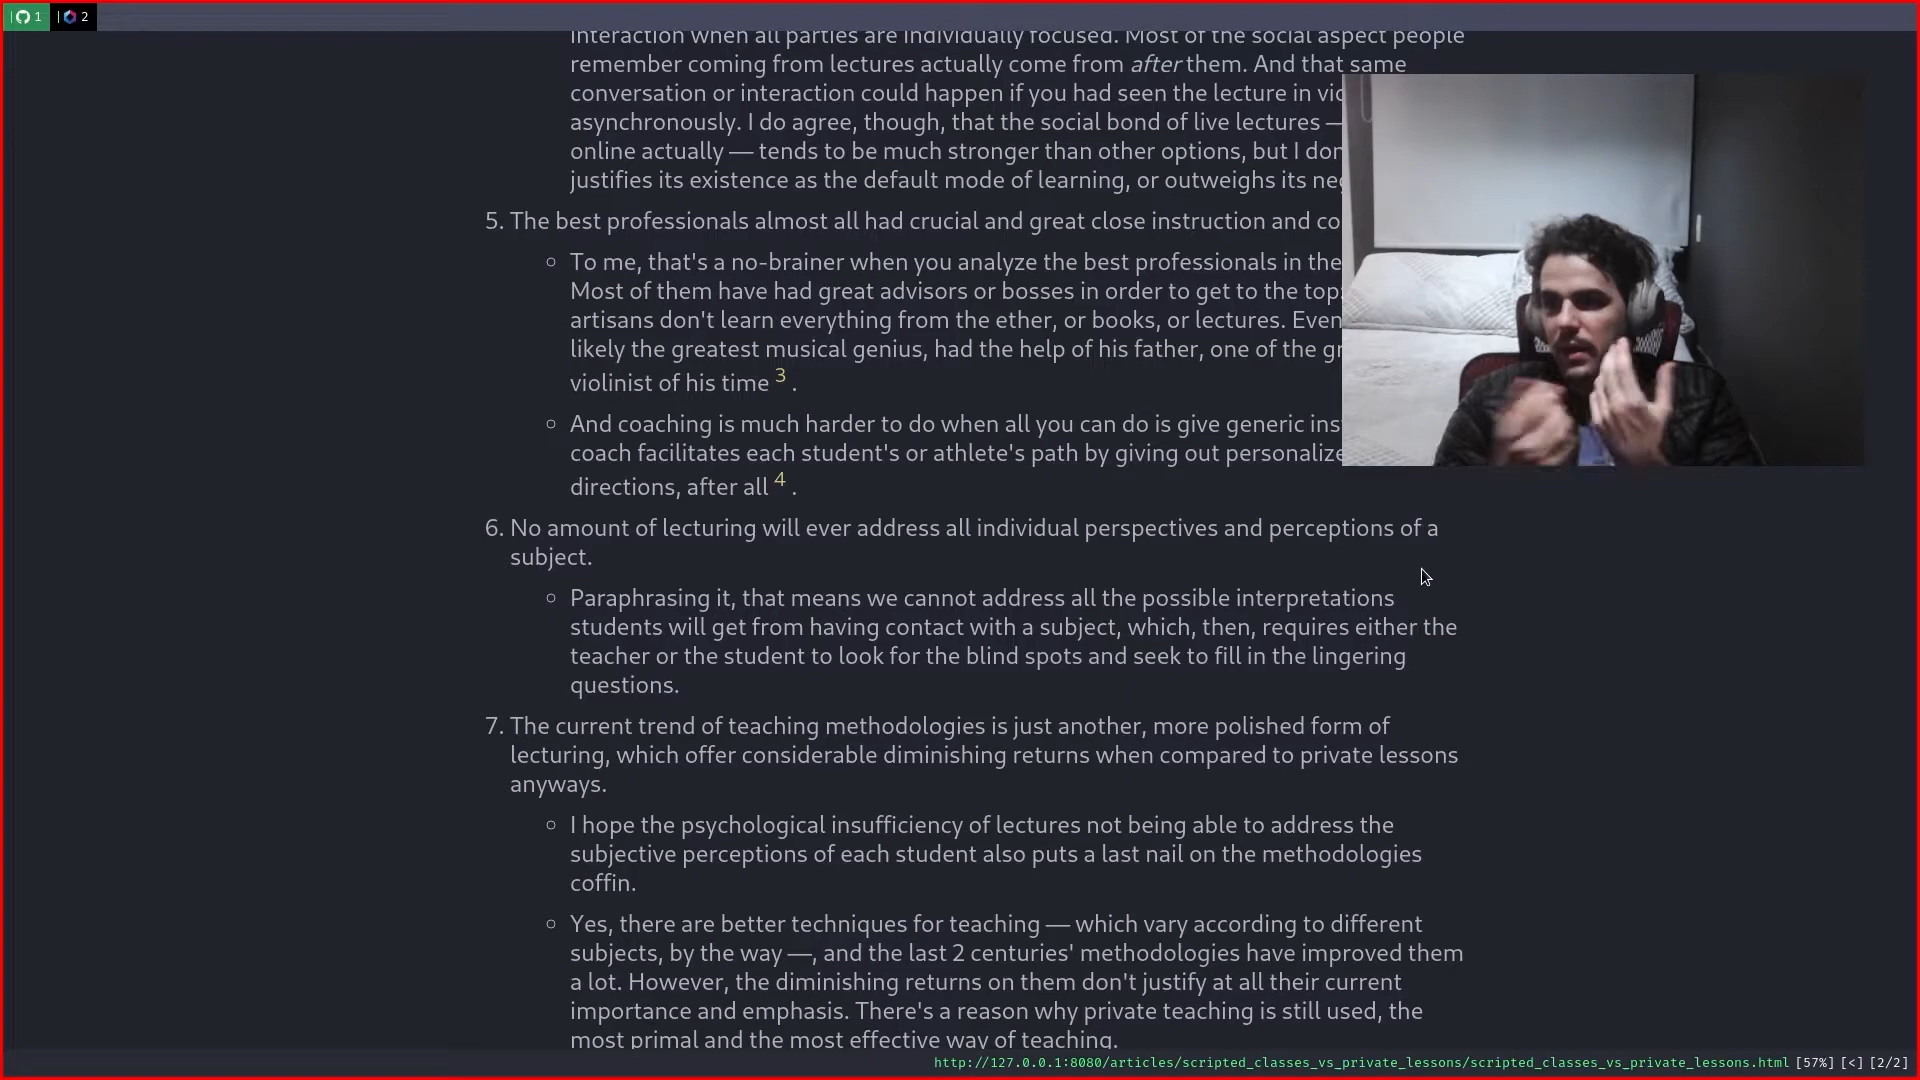 1 2
interaction when all parties are individually focused. Most of the social aspect people
remember coming from lectures actually come from after them. And that same
conversation or interaction could happen if you had seen the lecture in
asynchronously. I do agree, though, that the social bond of live lectures —
online actually — tends to be much stronger than other options, but I
justifies its existence as the default mode of learning, or outweighs its
5. The best professionals almost all had crucial and great close instruction and
○ To me, that's a no-brainer when you analyze the best professionals in the
Most of them have had great advisors or bosses in order to get to the top:
artisans don't learn everything from the ether, or books, or lectures. Even
likely the greatest musical genius, had the help of his father, one of the
violinist of his time 3 .
○ And coaching is much harder to do when all you can do is give generic
coach facilitates each student's or athlete's path by giving out
directions, after all 4 .
6. No amount of lecturing will ever address all individual perspectives and perceptions of a
subject.
○ Paraphrasing it, that means we cannot address all the possible interpretations
students will get from having contact with a subject, which, then, requires either the
teacher or the student to look for the blind spots and seek to fill in the lingering
questions.
7. The current trend of teaching methodologies is just another, more polished form of
lecturing, which offer considerable diminishing returns when compared to private lessons
anyways.
○ I hope the psychological insufficiency of lectures not being able to address the
subjective perceptions of each student also puts a last nail on the methodologies
coffin.
○ Yes, there are better techniques for teaching — which vary according to different
subjects, by the way —, and the last 2 centuries' methodologies have improved them
a lot. However, the diminishing returns on them don't justify at all their current
importance and emphasis. There's a reason why private teaching is still used, the
most primal and the most effective way of teaching.
http://127.0.0.1:8080/articles/scripted_classes_vs_private_lessons/scripted_classes_vs_private_lessons.html [57%] [<] [2/2]